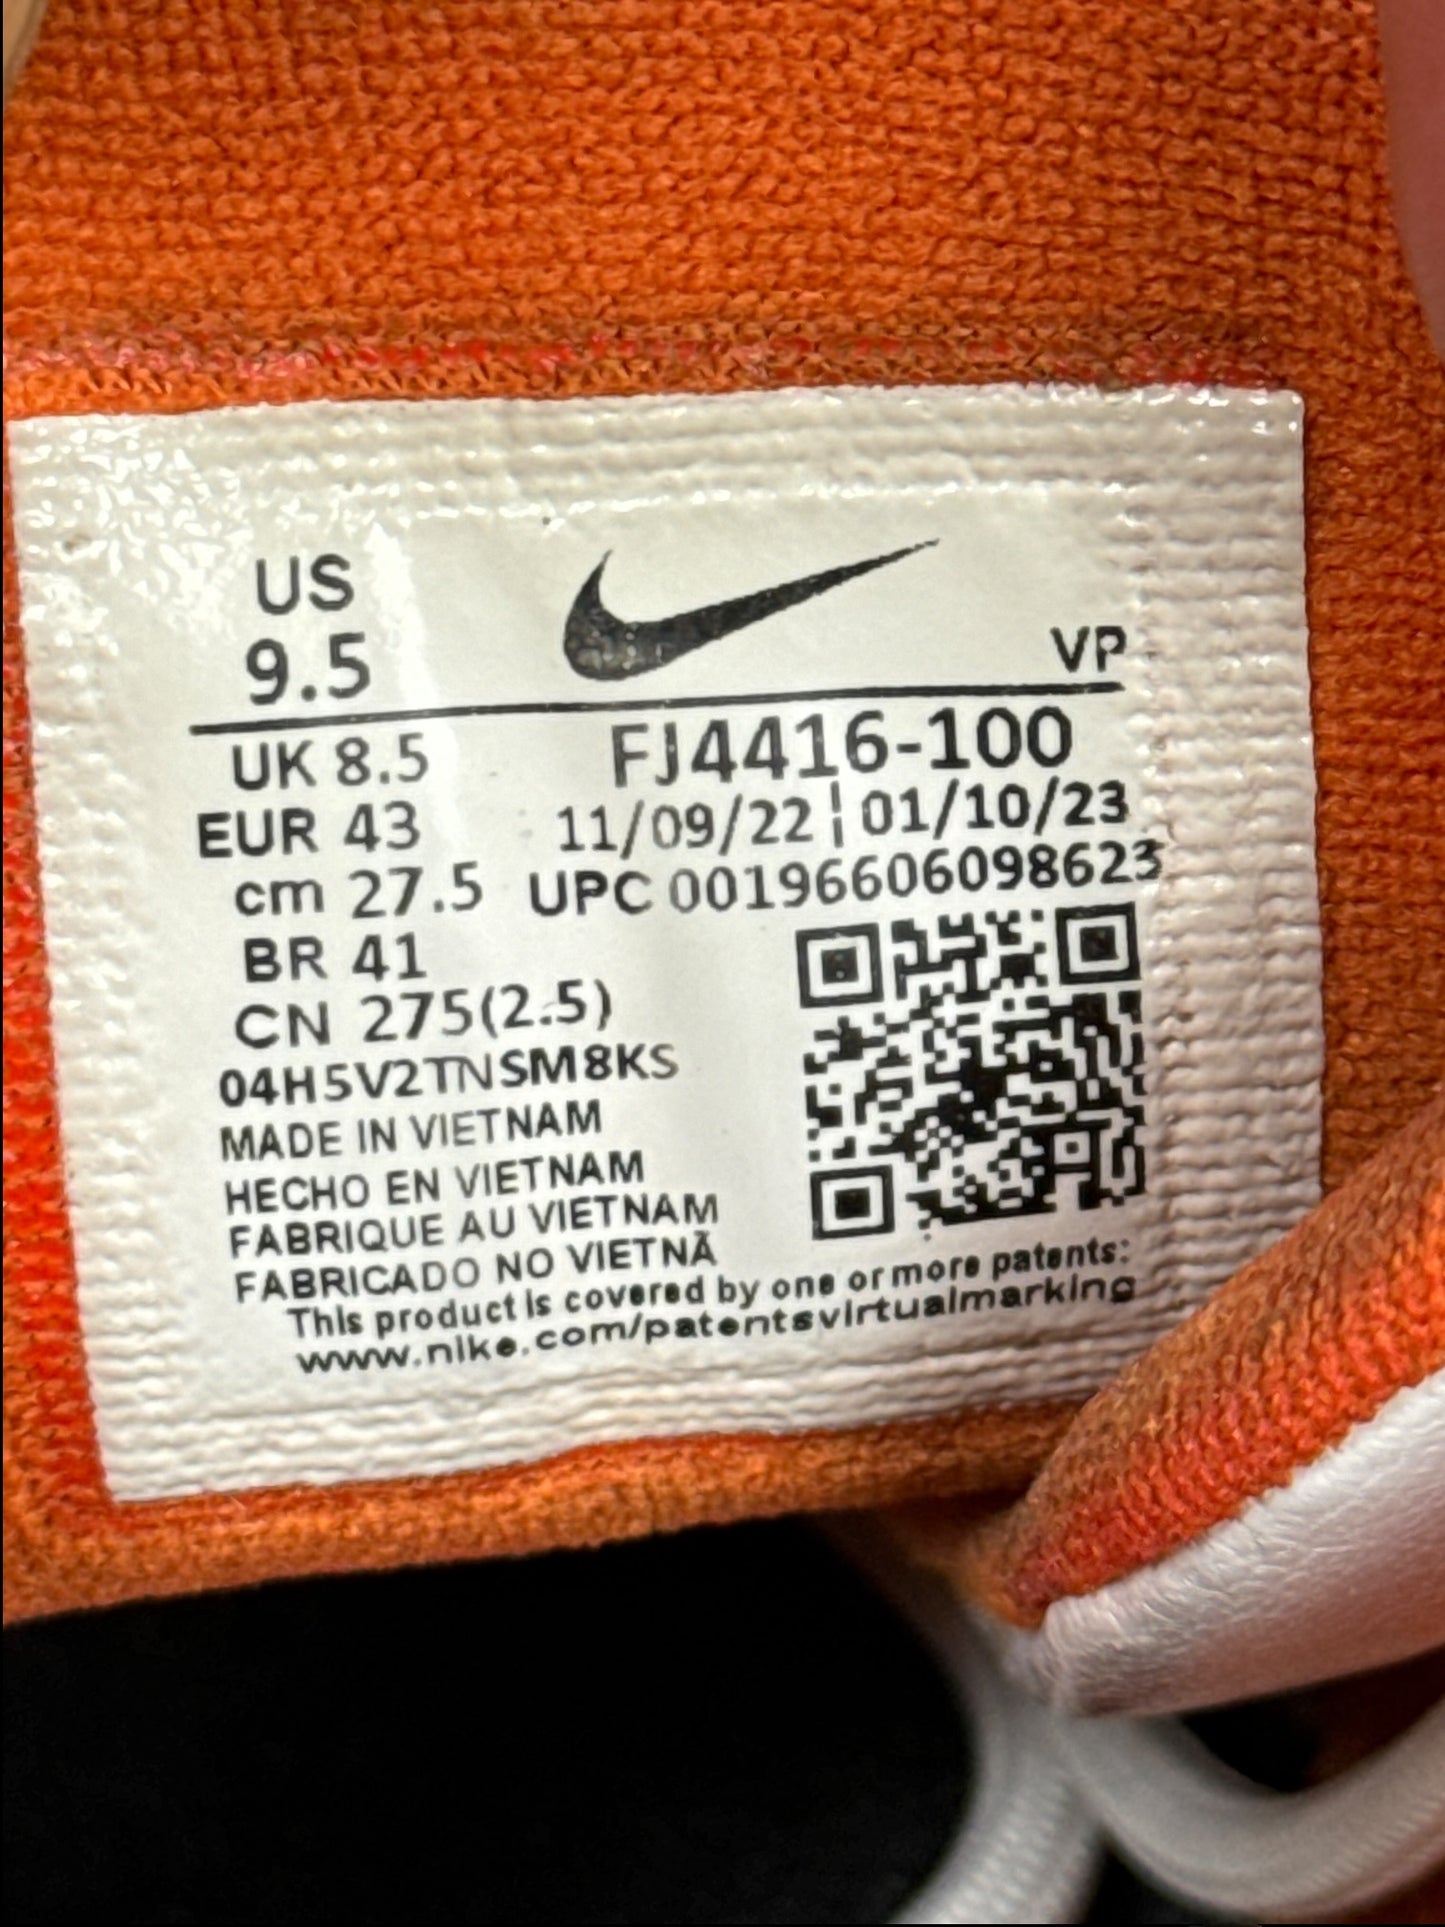 US
9.5
VP
UK 8.5
FJ4416-100
EUR 43
11/09/22 ¦ 01/10/23
cm 27.5
UPC 00196606098623
BR 41
CN 275(2.5)
04H5V2TNSM8KS
MADE IN VIETNAM
HECHO EN VIETNAM
FABRIQUE AU VIETNAM
FABRICADO NO VIETNÃ
This product is covered by one or more patents:
www.nike.com/patentsvirtualmarking